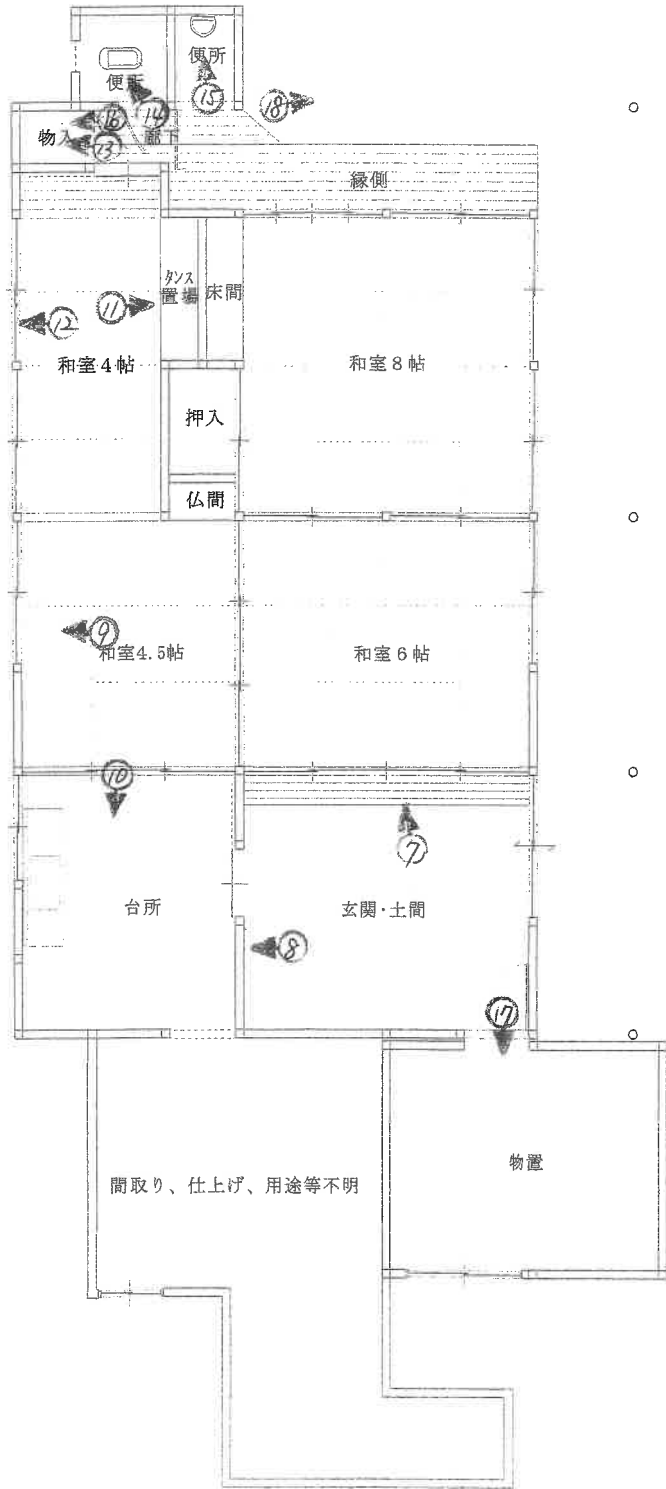 便所
便所
⑮
⑱
⑯
⑭
物入
廊下
⑬
縁側
タンス
置場
床間
⑪
⑫
和室4帖
和室8帖
押入
仏間
⑨
和室4.5帖
和室6帖
⑩
⑦
台所
玄関・土間
⑧
⑰
物置
間取り、仕上げ、用途等不明